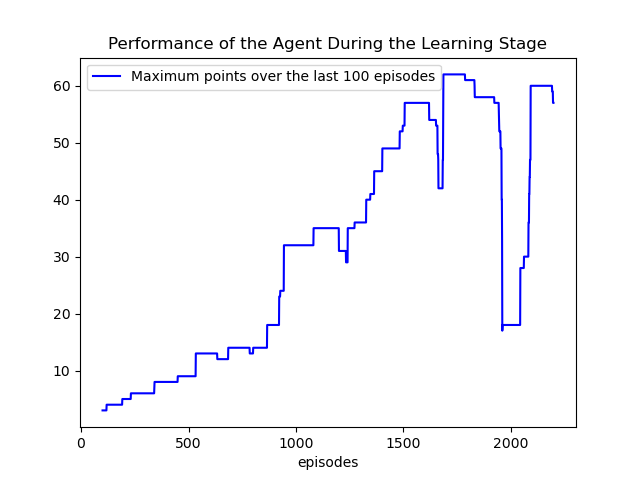 Performance of the Agent During the Learning Stage
Maximum points over the last 100 episodes
60
50
40
30
20
10
0 500 1000 1500 2000
episodes